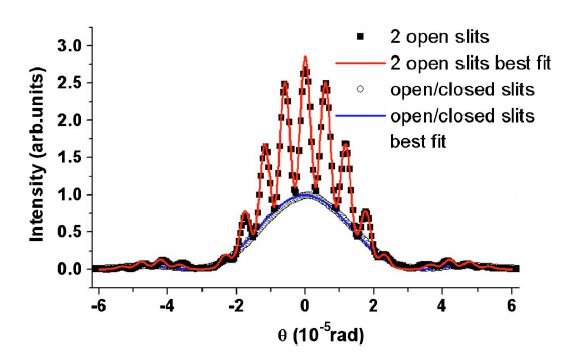 2 open slits
2 open slits best fit
open/closed slits
open/closed slits
best fit
Intensity (arb.units)
3.0
2.5
2.0
1.5
1.0
0.5
0.0
-6 -4 -2 0 2 4 6
θ (10⁻⁵rad)